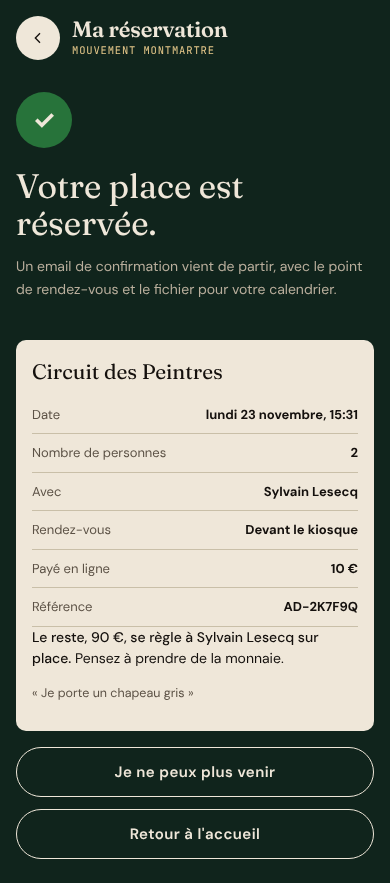 Ma réservation
MOUVEMENT MONTMARTRE
Votre place est
réservée.
Un email de confirmation vient de partir, avec le point
de rendez-vous et le fichier pour votre calendrier.
Circuit des Peintres
Date lundi 23 novembre, 15:31
Nombre de personnes 2
Avec Sylvain Lesecq
Rendez-vous Devant le kiosque
Payé en ligne 10 €
Référence AD-2K7F9Q
Le reste, 90 €, se règle à Sylvain Lesecq sur
place. Pensez à prendre de la monnaie.
« Je porte un chapeau gris »
Je ne peux plus venir
Retour à l'accueil